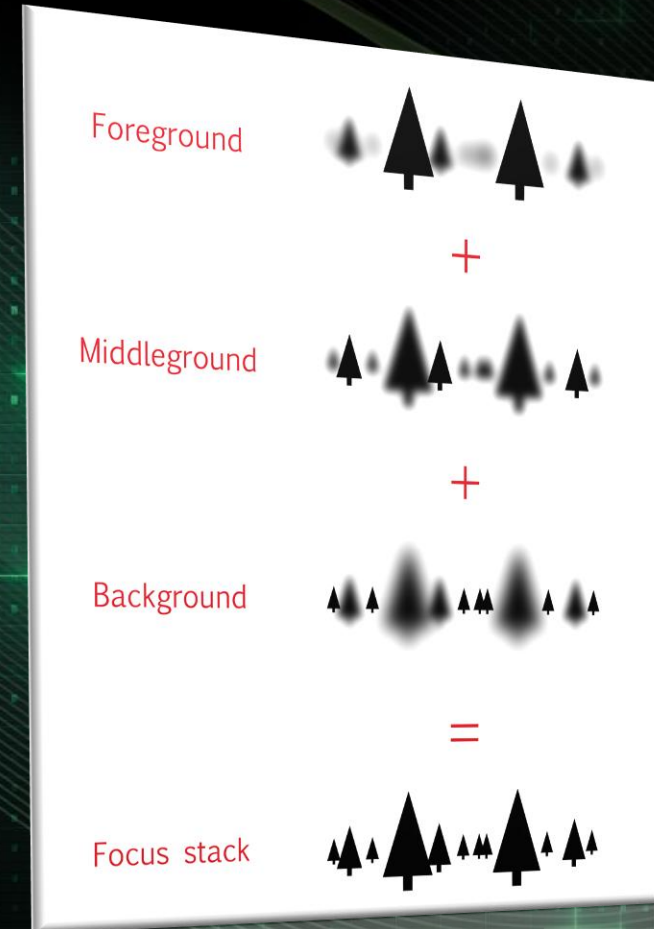 Foreground
+
Middleground
+
Background
=
Focus stack